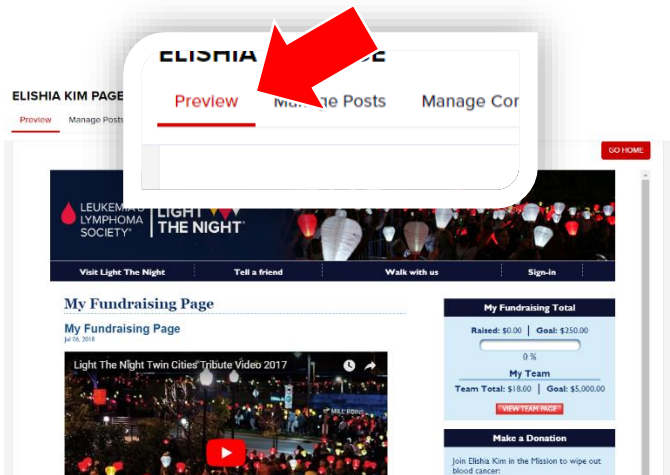 ELISHIA
Preview
Manage Posts
Manage
ELISHIA KIM PAGE
Preview Manage Posts
GO HOME
LEUKEMIA &
LYMPHOMA
SOCIETY®
LIGHT
THE NIGHT®
Visit Light The Night Tell a friend Walk with us Sign-in
My Fundraising Page
My Fundraising Page
Jul 06, 2018
Light The Night Twin Cities Tribute Video 2017
My Fundraising Total
Raised: $0.00 | Goal: $250.00
0 %
My Team
Team Total: $18.00 | Goal: $5,000.00
VIEW TEAM PAGE
Make a Donation
Join Elishia Kim in the Mission to wipe out
blood cancer: